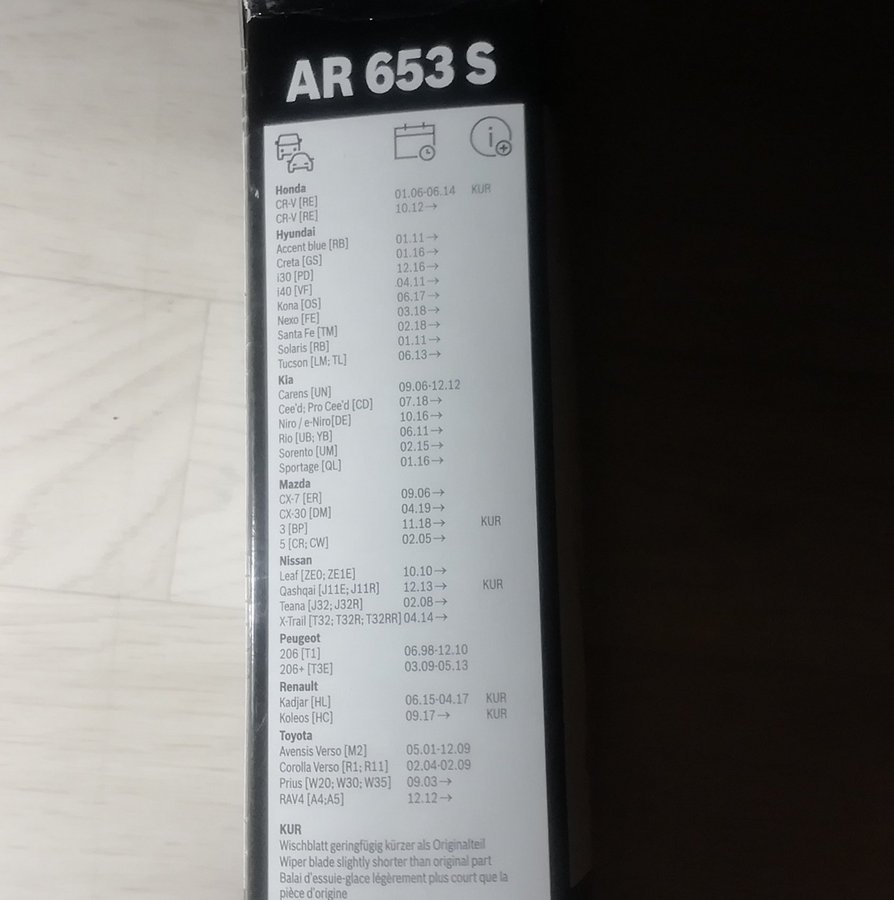 AR 653 S
Honda
CR-V [RE] 01.06-06.14 KUR
CR-V [RE] 10.12→
Hyundai
Accent blue [RB] 01.11→
Creta [GS] 01.16→
i30 [PD] 12.16→
i40 [VF] 04.11→
Kona [OS] 06.17→
Nexo [FE] 03.18→
Santa Fe [TM] 02.18→
Solaris [RB] 01.11→
Tucson [LM; TL] 06.13→
Kia
Carens [UN] 09.06-12.12
Cee'd; Pro Cee'd [CD] 07.18→
Niro / e-Niro[DE] 10.16→
Rio [UB; YB] 06.11→
Sorento [UM] 02.15→
Sportage [QL] 01.16→
Mazda
CX-7 [ER] 09.06→
CX-30 [DM] 04.19→
3 [BP] 11.18→ KUR
5 [CR; CW] 02.05→
Nissan
Leaf [ZE0; ZE1E] 10.10→
Qashqai [J11E; J11R] 12.13→ KUR
Teana [J32; J32R] 02.08→
X-Trail [T32; T32R; T32RR] 04.14→
Peugeot
206 [T1] 06.98-12.10
206+ [T3E] 03.09-05.13
Renault
Kadjar [HL] 06.15-04.17 KUR
Koleos [HC] 09.17→ KUR
Toyota
Avensis Verso [M2] 05.01-12.09
Corolla Verso [R1; R11] 02.04-02.09
Prius [W20; W30; W35] 09.03→
RAV4 [A4;A5] 12.12→
KUR
Wischblatt geringfügig kürzer als Originalteil
Wiper blade slightly shorter than original part
Balai d'essuie-glace légèrement plus court que la
pièce d'origine